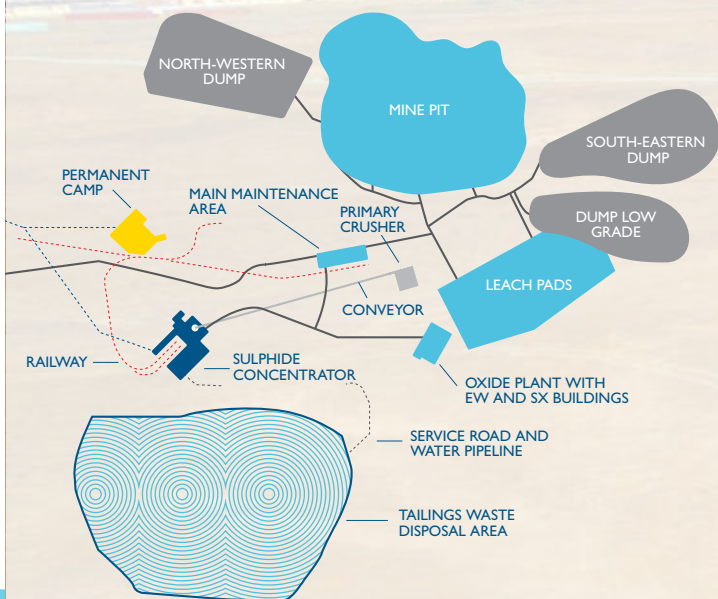 NORTH-WESTERN
DUMP
MINE PIT
SOUTH-EASTERN
DUMP
PERMANENT
CAMP
MAIN MAINTENANCE
AREA
PRIMARY
CRUSHER
DUMP LOW
GRADE
LEACH PADS
CONVEYOR
RAILWAY
SULPHIDE
CONCENTRATOR
OXIDE PLANT WITH
EW AND SX BUILDINGS
SERVICE ROAD AND
WATER PIPELINE
TAILINGS WASTE
DISPOSAL AREA